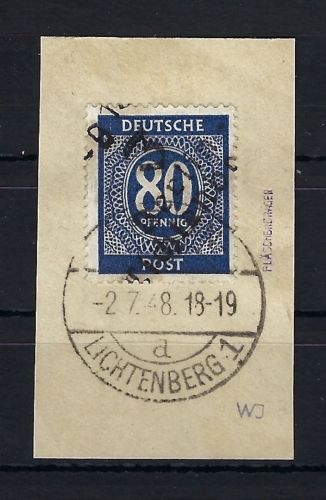 DEUTSCHE
80
PFENNIG
POST
-2.7.48.18-19
a
LICHTENBERG 1
WJ